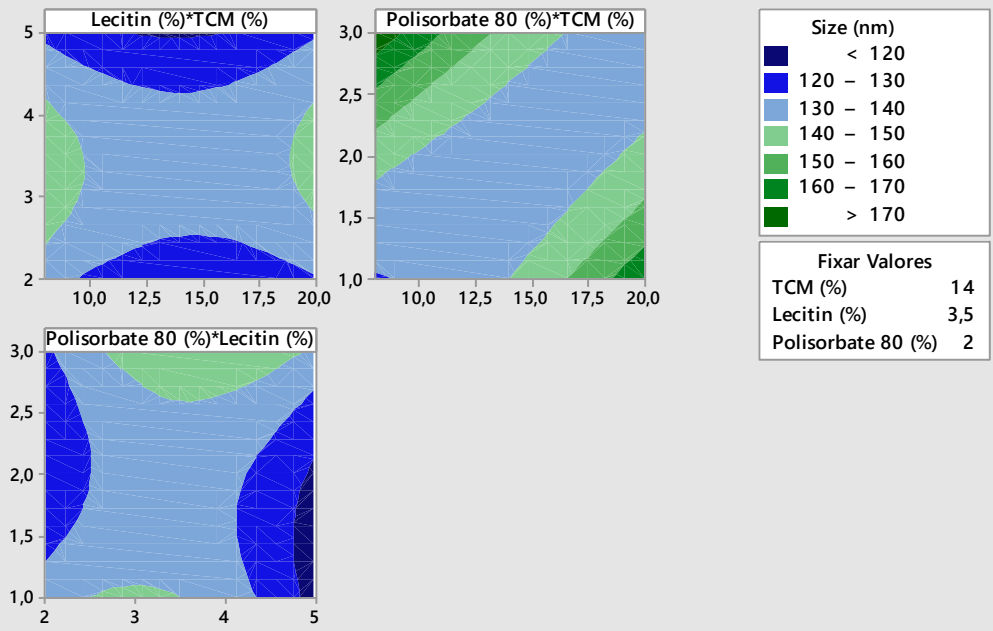 Lecitin (%)*TCM (%)
5
4
3
2
10,0 12,5 15,0 17,5 20,0
Polisorbate 80 (%)*TCM (%)
3,0
2,5
2,0
1,5
1,0
10,0 12,5 15,0 17,5 20,0
Size (nm)
< 120
120 – 130
130 – 140
140 – 150
150 – 160
160 – 170
> 170
Fixar Valores
TCM (%) 14
Lecitin (%) 3,5
Polisorbate 80 (%) 2
Polisorbate 80 (%)*Lecitin (%)
3,0
2,5
2,0
1,5
1,0
2 3 4 5